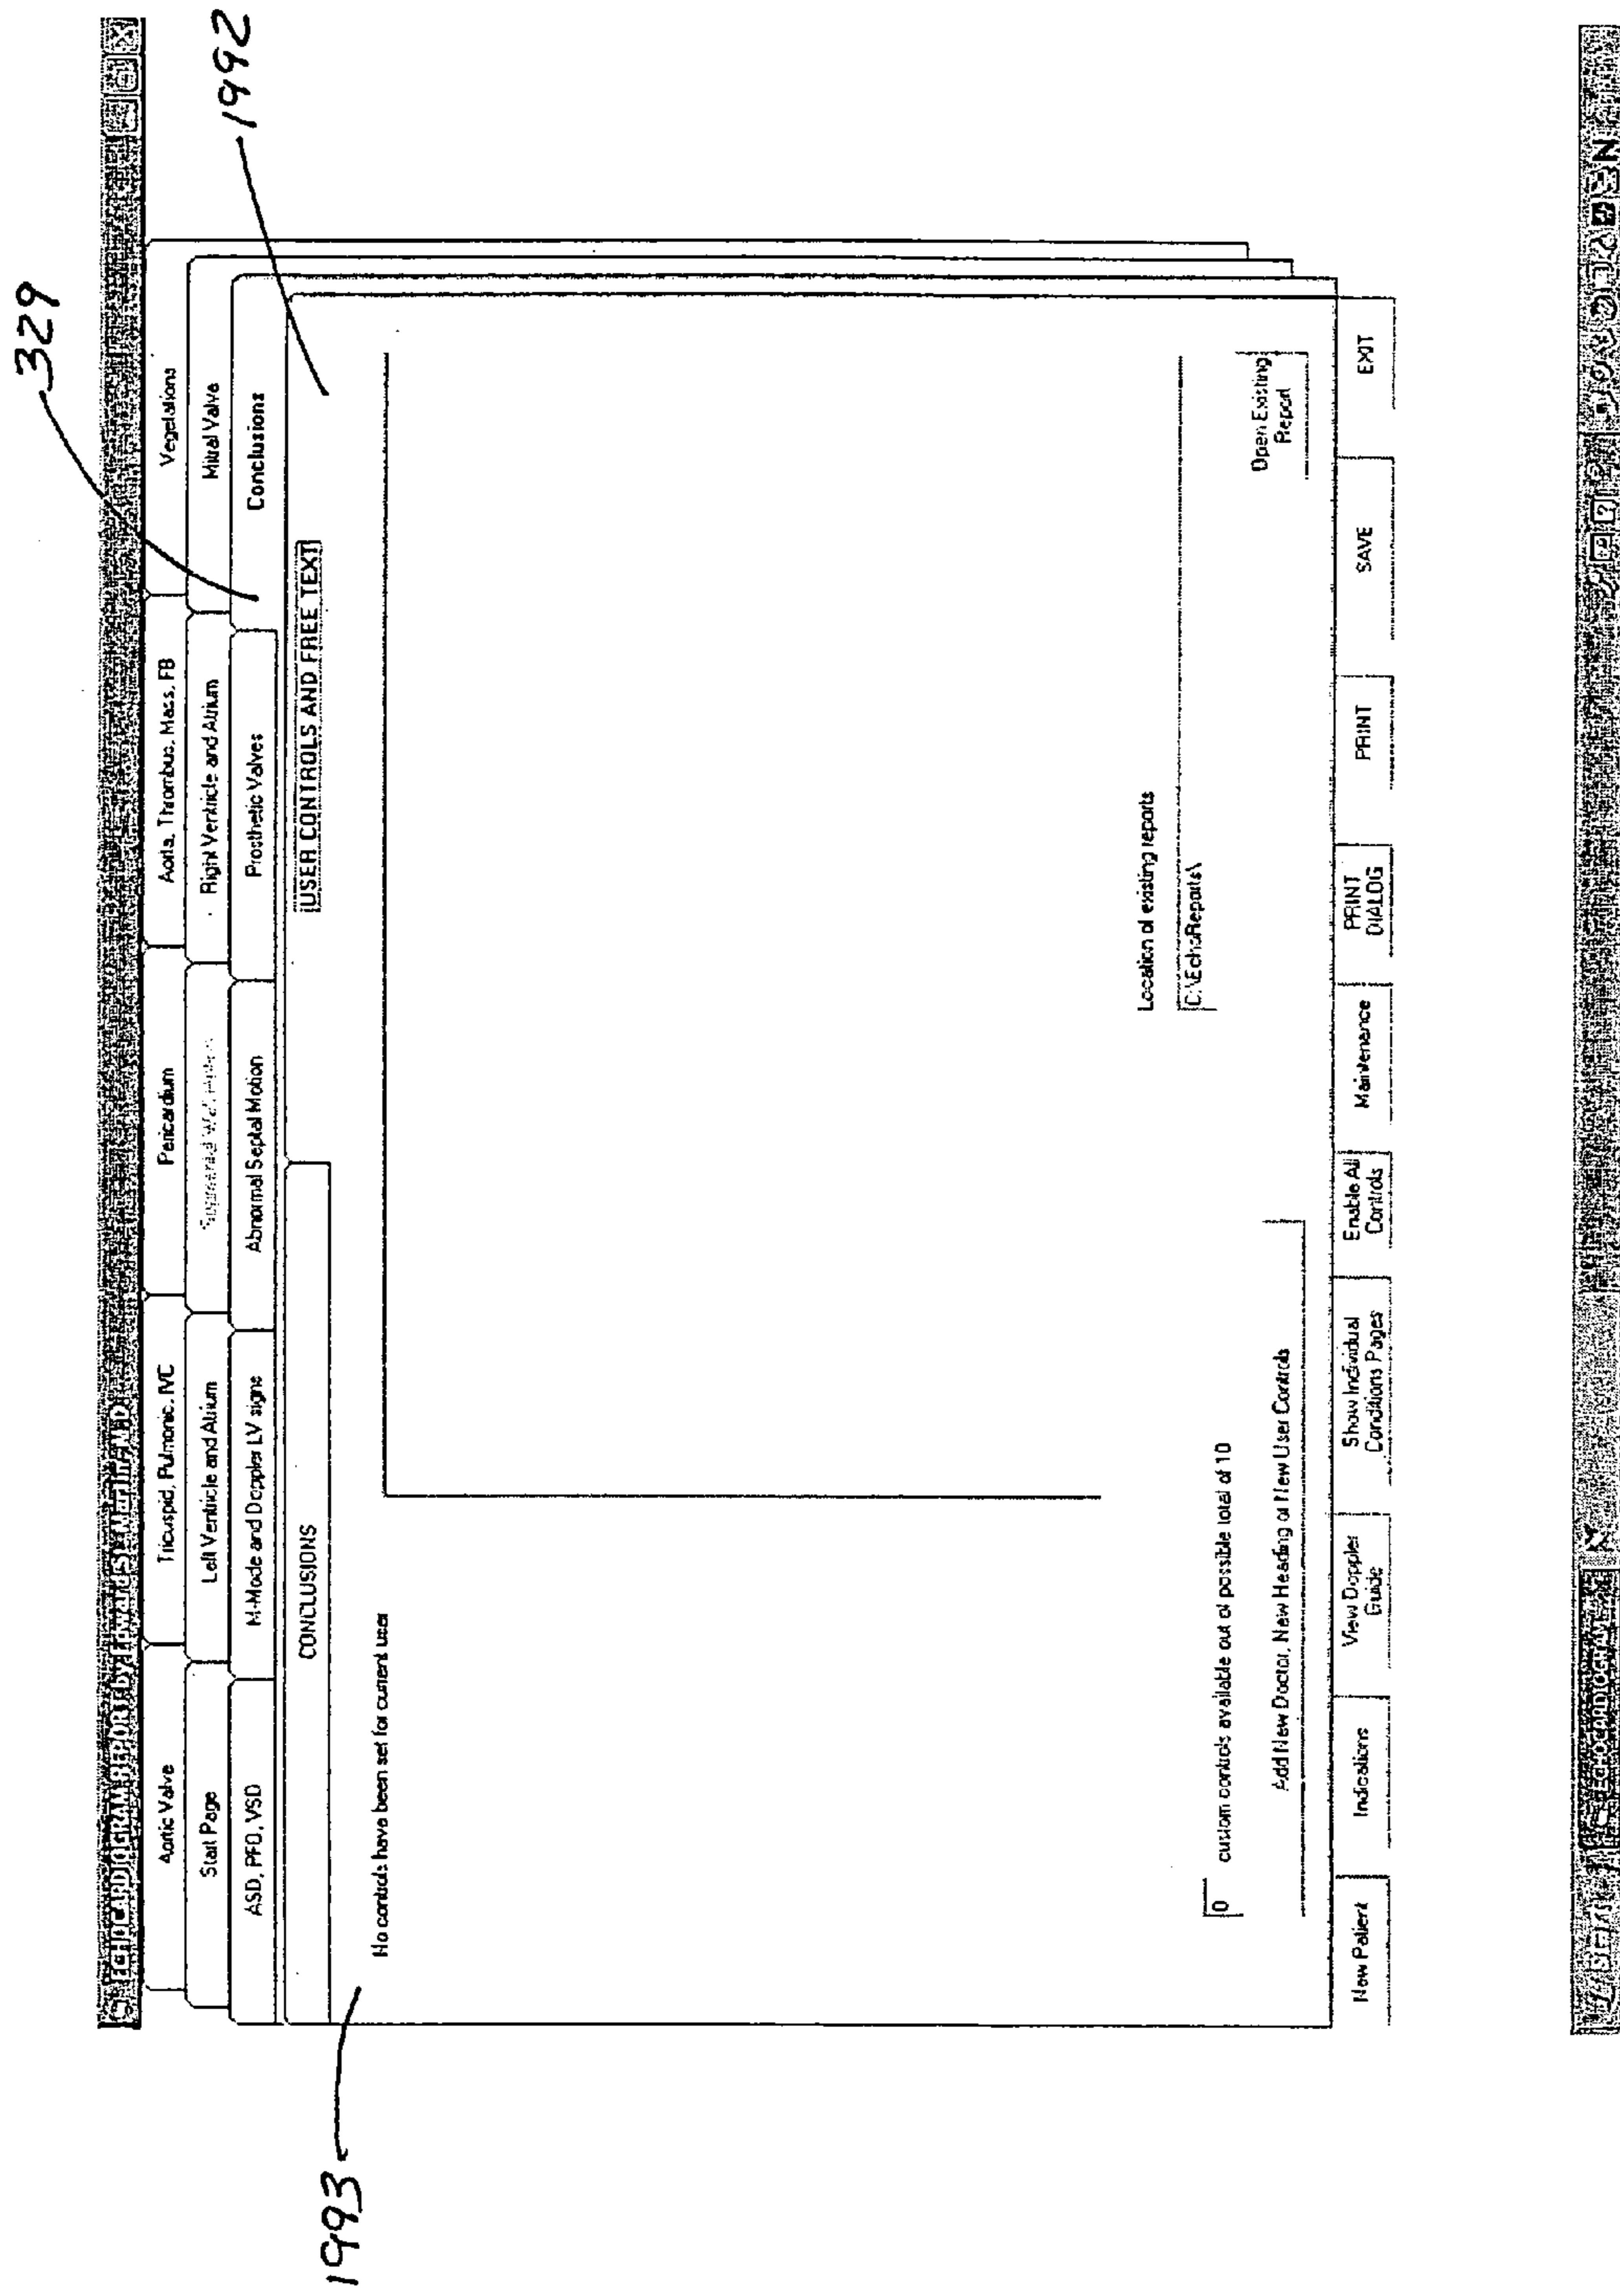 329
1992
1993
ECHOCARDIOGRAM REPORT by EDWARD
Aortic Valve
Tricuspid, Pulmonic, IVC
Pericardium
Aorta, Thrombus, Mass, FB
Vegetations
Start Page
Left Ventricle and Atrium
Right Ventricle and Atrium
Mitral Valve
ASD, PFO, VSD
M-Mode and Doppler LV signs
Abnormal Septal Motion
Prosthetic Valves
Conclusions
CONCLUSIONS
USER CONTROLS AND FREE TEXT
No controls have been set for current user
Location of existing reports
C:\EchoReports\
0 custom controls available out of possible total of 10
Add New Doctor, New Heading or New User Controls
Open Existing
Report
New Patient
Indications
View Doppler
Guide
Show Individual
Conditions Pages
Enable All
Controls
Maintenance
PRINT
DIALOG
PRINT
SAVE
EXIT